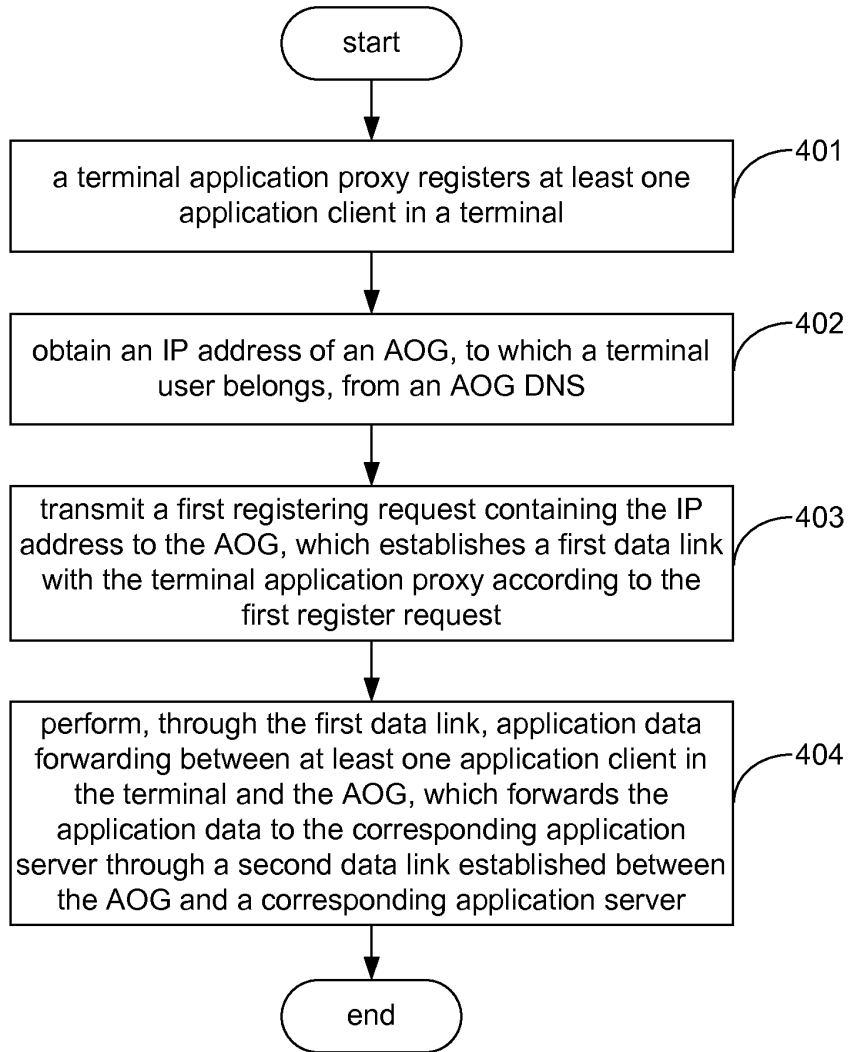 start
401
a terminal application proxy registers at least one
application client in a terminal
402
obtain an IP address of an AOG, to which a terminal
user belongs, from an AOG DNS
403
transmit a first registering request containing the IP
address to the AOG, which establishes a first data link
with the terminal application proxy according to the
first register request
404
perform, through the first data link, application data
forwarding between at least one application client in
the terminal and the AOG, which forwards the
application data to the corresponding application
server through a second data link established between
the AOG and a corresponding application server
end